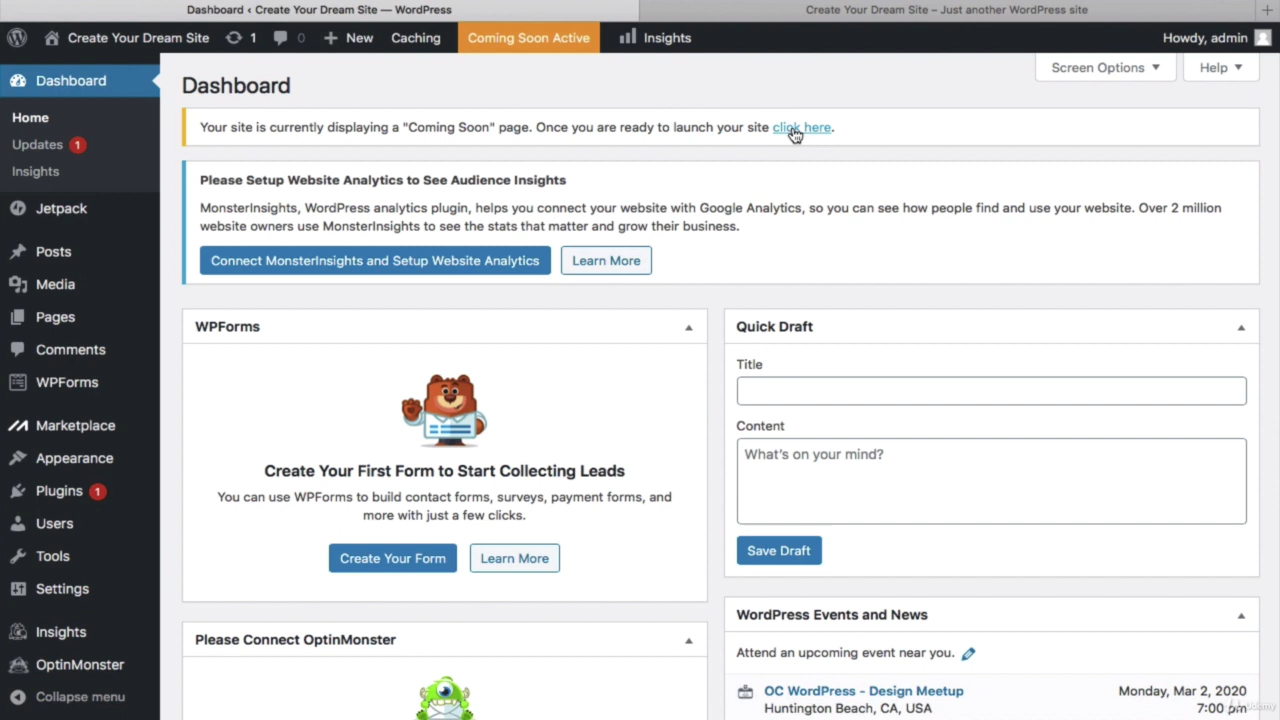 Dashboard ‹ Create Your Dream Site — WordPress
Create Your Dream Site – Just another WordPress site
Create Your Dream Site 1 0 New Caching Coming Soon Active Insights Howdy, admin
Screen Options Help
Dashboard
Home
Updates 1
Insights
Jetpack
Posts
Media
Pages
Comments
WPForms
Marketplace
Appearance
Plugins 1
Users
Tools
Settings
Insights
OptinMonster
Collapse menu
Dashboard
Your site is currently displaying a "Coming Soon" page. Once you are ready to launch your site click here.
Please Setup Website Analytics to See Audience Insights
MonsterInsights, WordPress analytics plugin, helps you connect your website with Google Analytics, so you can see how people find and use your website. Over 2 million
website owners use MonsterInsights to see the stats that matter and grow their business.
Connect MonsterInsights and Setup Website Analytics
Learn More
WPForms
Create Your First Form to Start Collecting Leads
You can use WPForms to build contact forms, surveys, payment forms, and
more with just a few clicks.
Create Your Form
Learn More
Please Connect OptinMonster
Quick Draft
Title
Content
What's on your mind?
Save Draft
WordPress Events and News
Attend an upcoming event near you.
OC WordPress - Design Meetup
Huntington Beach, CA, USA
Monday, Mar 2, 2020
7:00 pm
Udemy